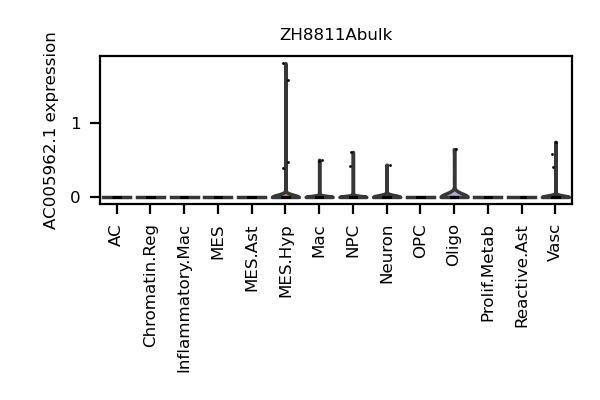 ZH8811Abulk
AC005962.1 expression
1
0
AC
Chromatin.Reg
Inflammatory.Mac
MES
MES.Ast
MES.Hyp
Mac
NPC
Neuron
OPC
Oligo
Prolif.Metab
Reactive.Ast
Vasc